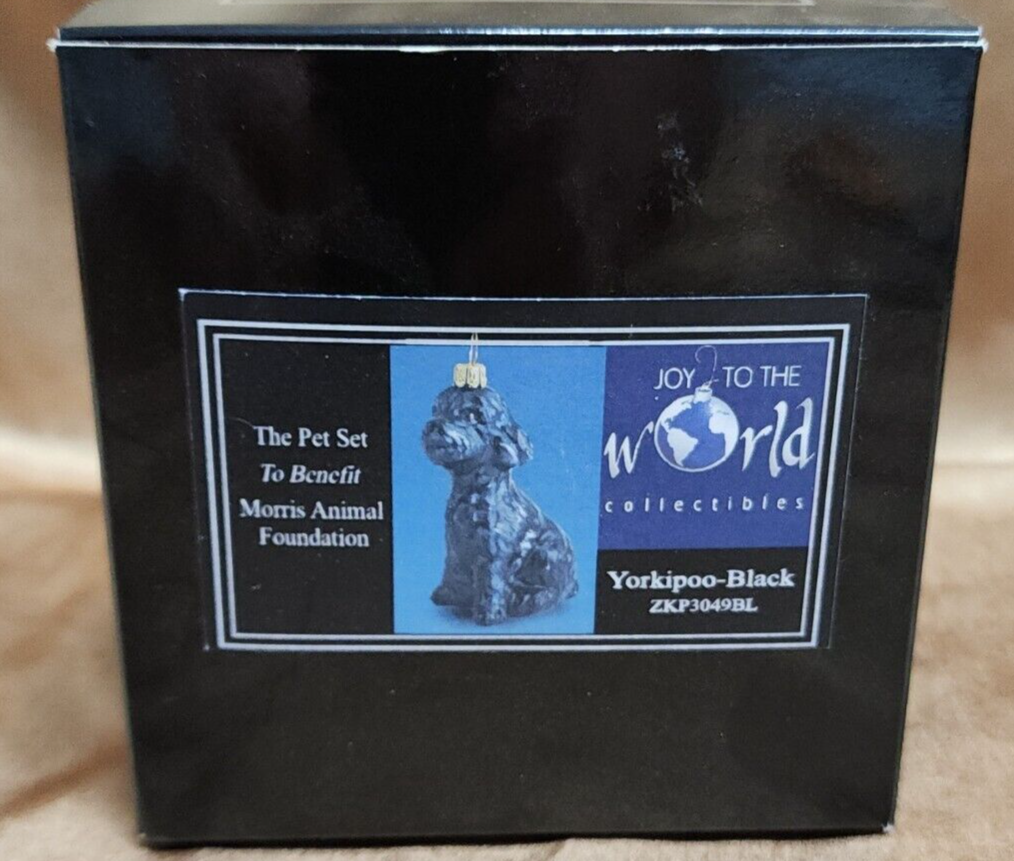 The Pet Set
To Benefit
Morris Animal
Foundation
JOY TO THE
world
collectibles
Yorkipoo-Black
ZKP3049BL